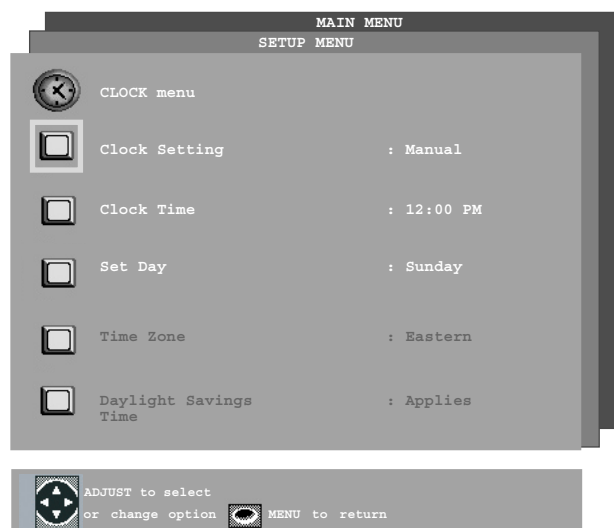 MAIN MENU
SETUP MENU
CLOCK menu
Clock Setting : Manual
Clock Time : 12:00 PM
Set Day : Sunday
Time Zone : Eastern
Daylight Savings : Applies
Time
ADJUST to select
or change option MENU to return